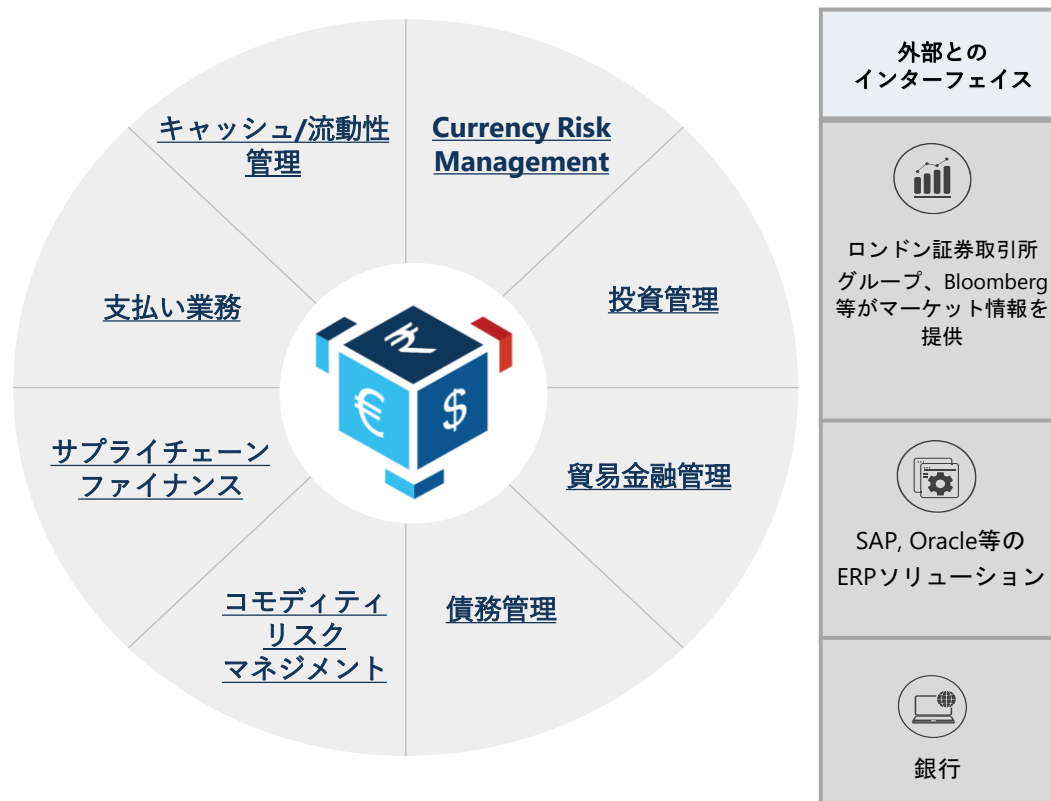 キャッシュ/流動性
管理
Currency Risk
Management
投資管理
貿易金融管理
債務管理
コモディティ
リスク
マネジメント
サプライチェーン
ファイナンス
支払い業務
₹
€
$
外部との
インターフェイス
ロンドン証券取引所
グループ、Bloomberg
等がマーケット情報を
提供
SAP, Oracle等の
ERPソリューション
銀行